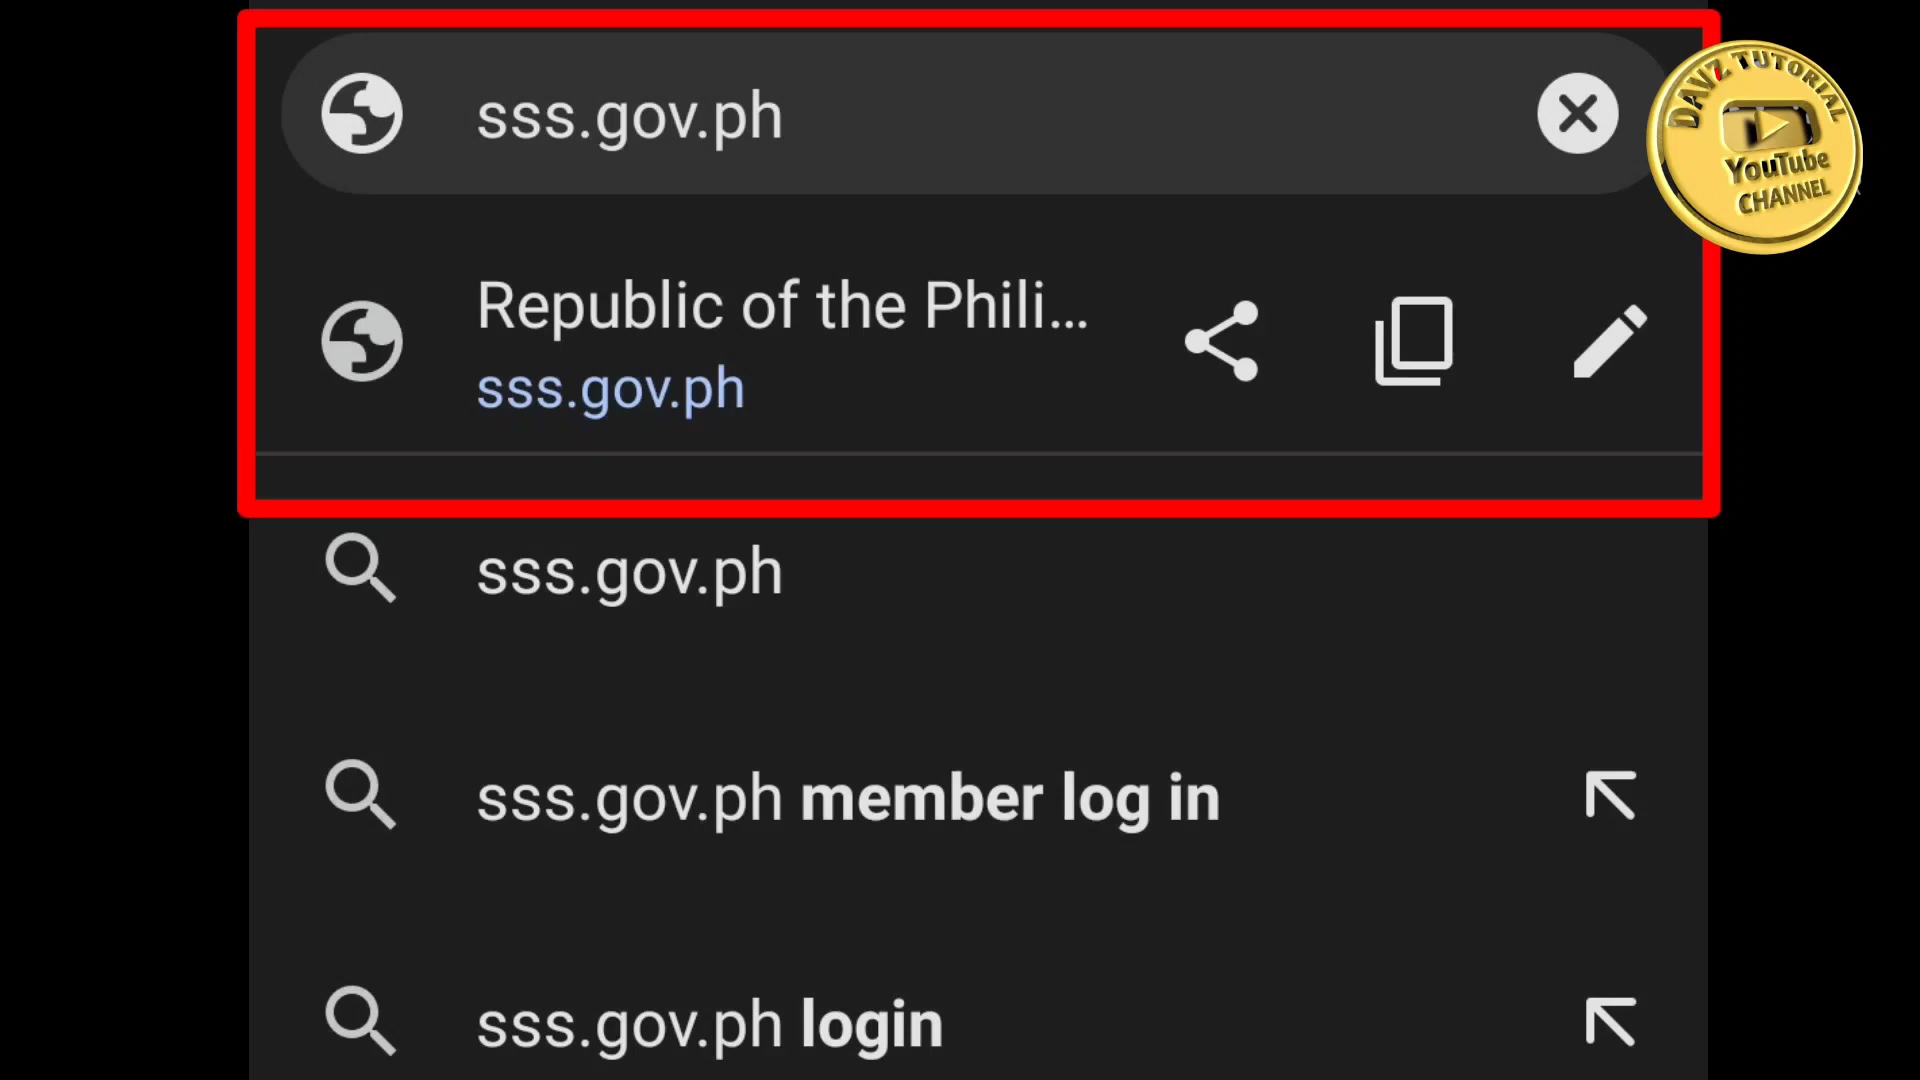 sss.gov.ph
DAVZ TUTORIAL
YouTube
CHANNEL
Republic of the Phili...
sss.gov.ph
sss.gov.ph
sss.gov.ph member log in
sss.gov.ph login